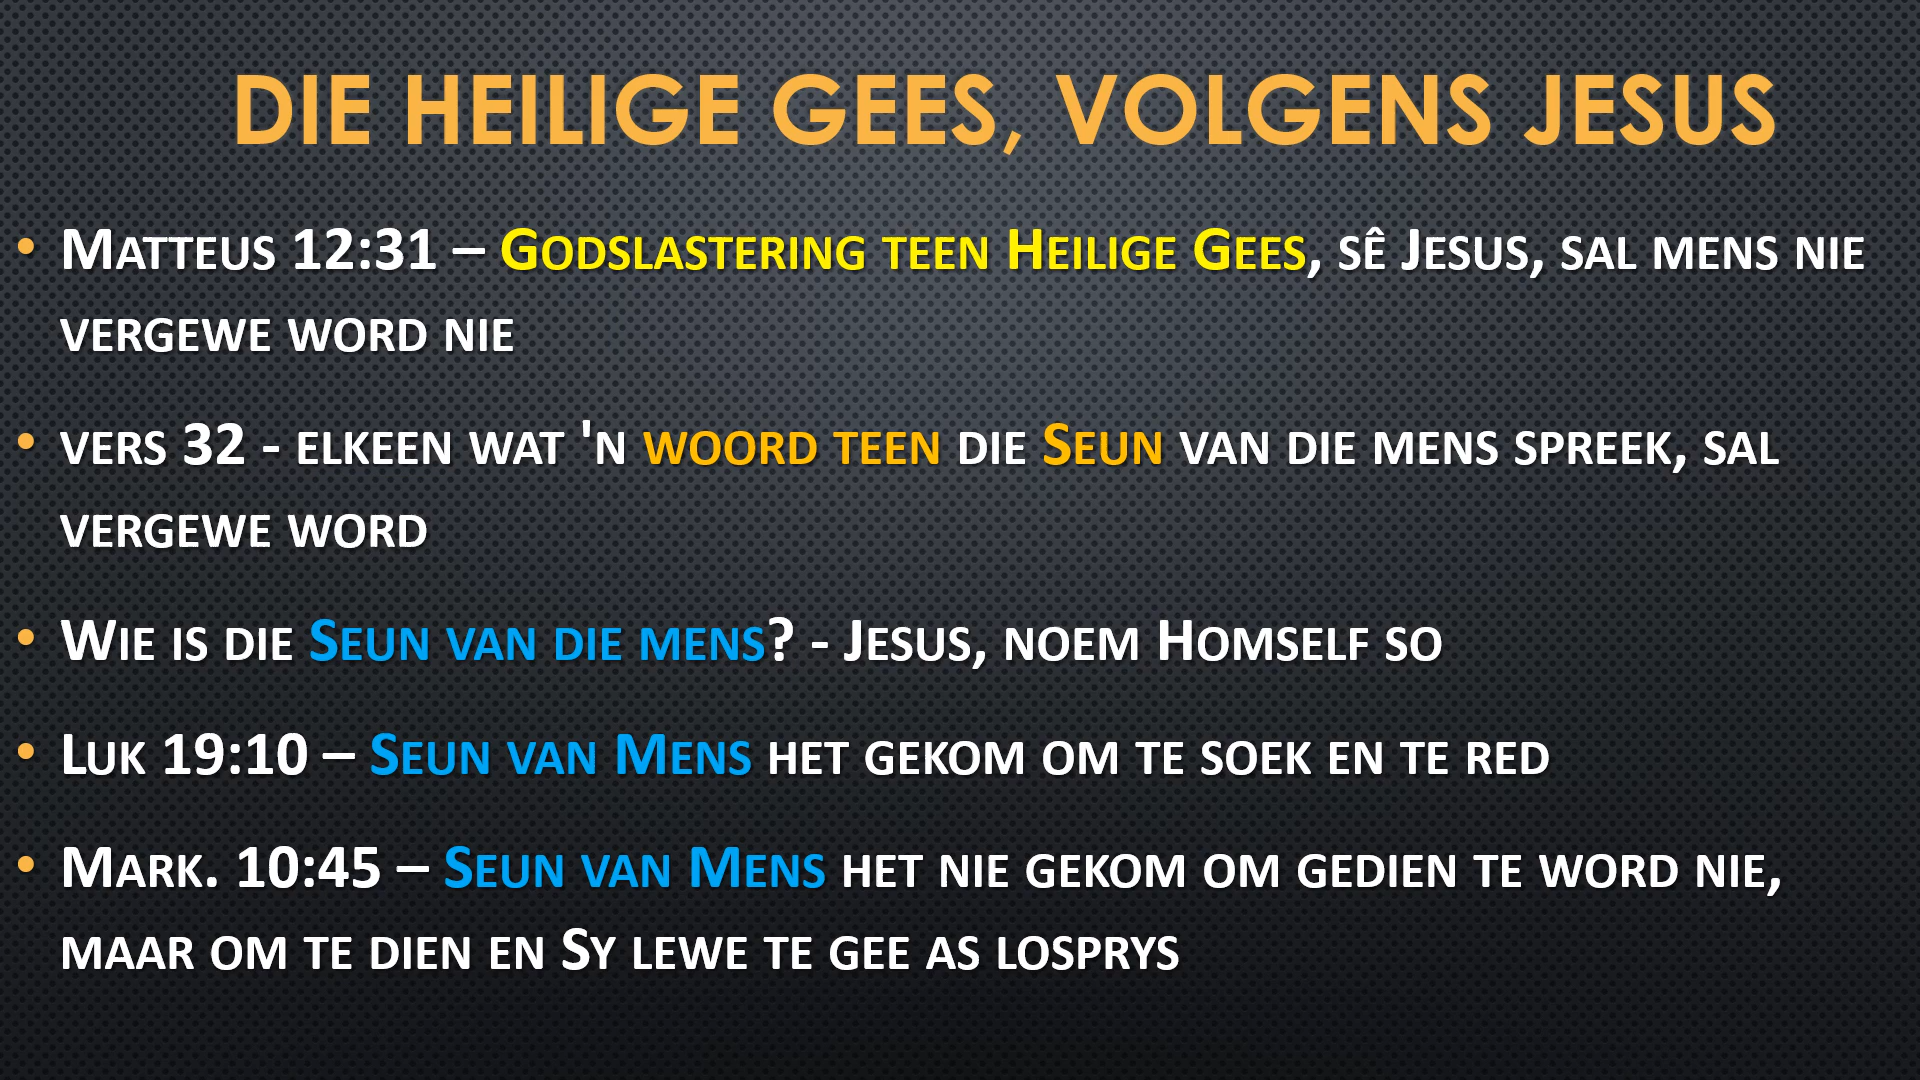 DIE HEILIGE GEES, VOLGENS JESUS
• Matteus 12:31 – Godslastering teen Heilige Gees, sê Jesus, sal mens nie
vergewe word nie
• vers 32 - elkeen wat 'n woord teen die Seun van die mens spreek, sal
vergewe word
• Wie is die Seun van die mens? - Jesus, noem Homself so
• Luk 19:10 – Seun van Mens het gekom om te soek en te red
• Mark. 10:45 – Seun van Mens het nie gekom om gedien te word nie,
maar om te dien en Sy lewe te gee as losprys